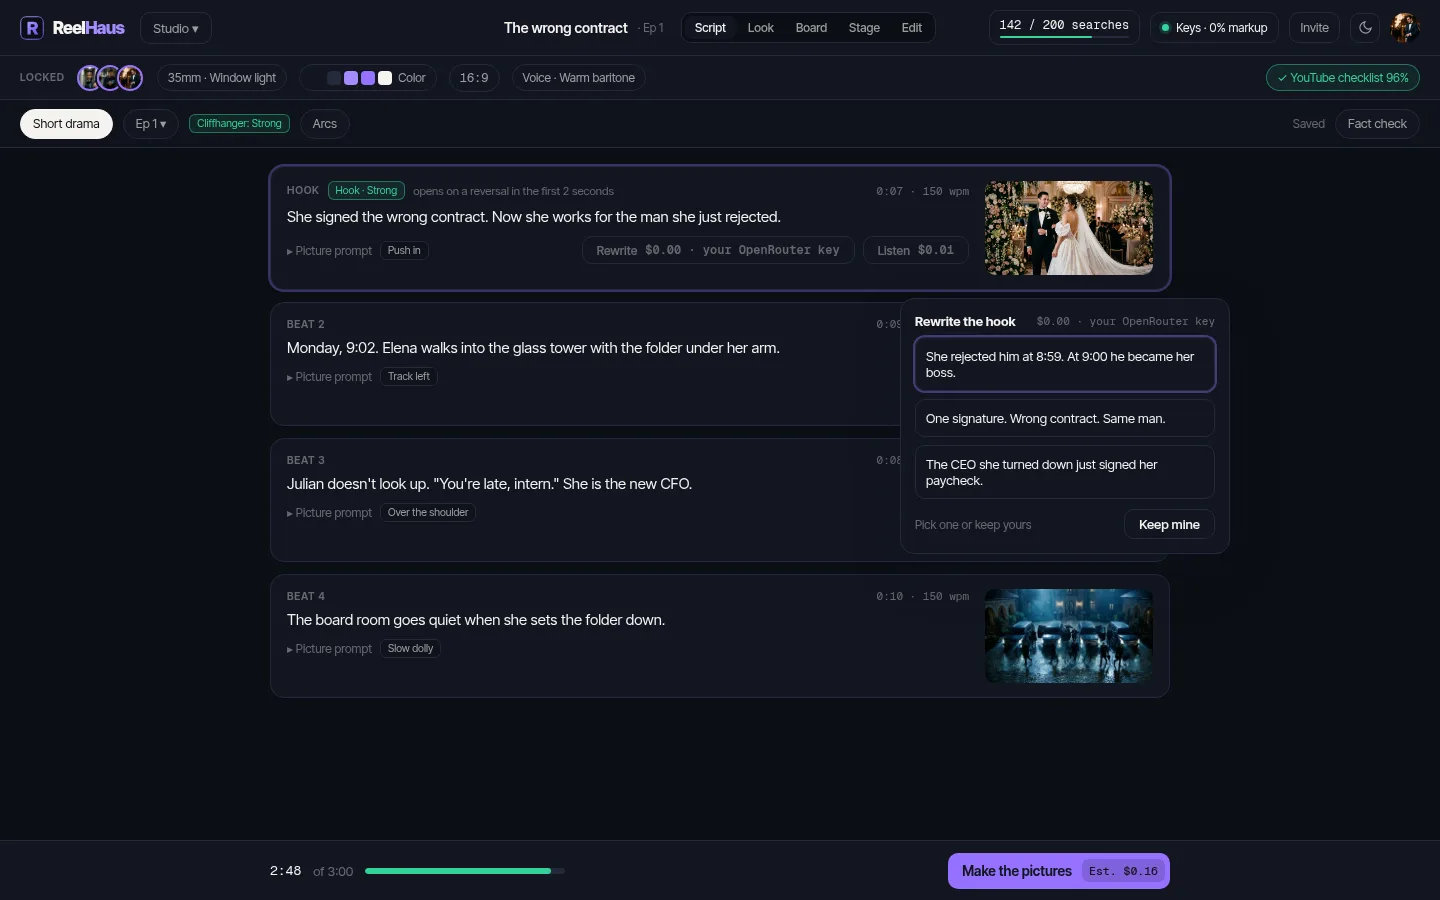 R ReelHaus
Studio ▾
The wrong contract · Ep 1
Script Look Board Stage Edit
142 / 200 searches
Keys · 0% markup
Invite
LOCKED
35mm · Window light
Color
16:9
Voice · Warm baritone
✓ YouTube checklist 96%
Short drama
Ep 1 ▾
Cliffhanger: Strong
Arcs
Saved
Fact check
HOOK Hook · Strong opens on a reversal in the first 2 seconds 0:07 · 150 wpm
She signed the wrong contract. Now she works for the man she just rejected.
▸ Picture prompt Push in
Rewrite $0.00 · your OpenRouter key
Listen $0.01
BEAT 2 0:09
Monday, 9:02. Elena walks into the glass tower with the folder under her arm.
▸ Picture prompt Track left
BEAT 3 0:08
Julian doesn't look up. "You're late, intern." She is the new CFO.
▸ Picture prompt Over the shoulder
Rewrite the hook $0.00 · your OpenRouter key
She rejected him at 8:59. At 9:00 he became her
boss.
One signature. Wrong contract. Same man.
The CEO she turned down just signed her
paycheck.
Pick one or keep yours
Keep mine
BEAT 4 0:10 · 150 wpm
The board room goes quiet when she sets the folder down.
▸ Picture prompt Slow dolly
2:48 of 3:00
Make the pictures Est. $0.16